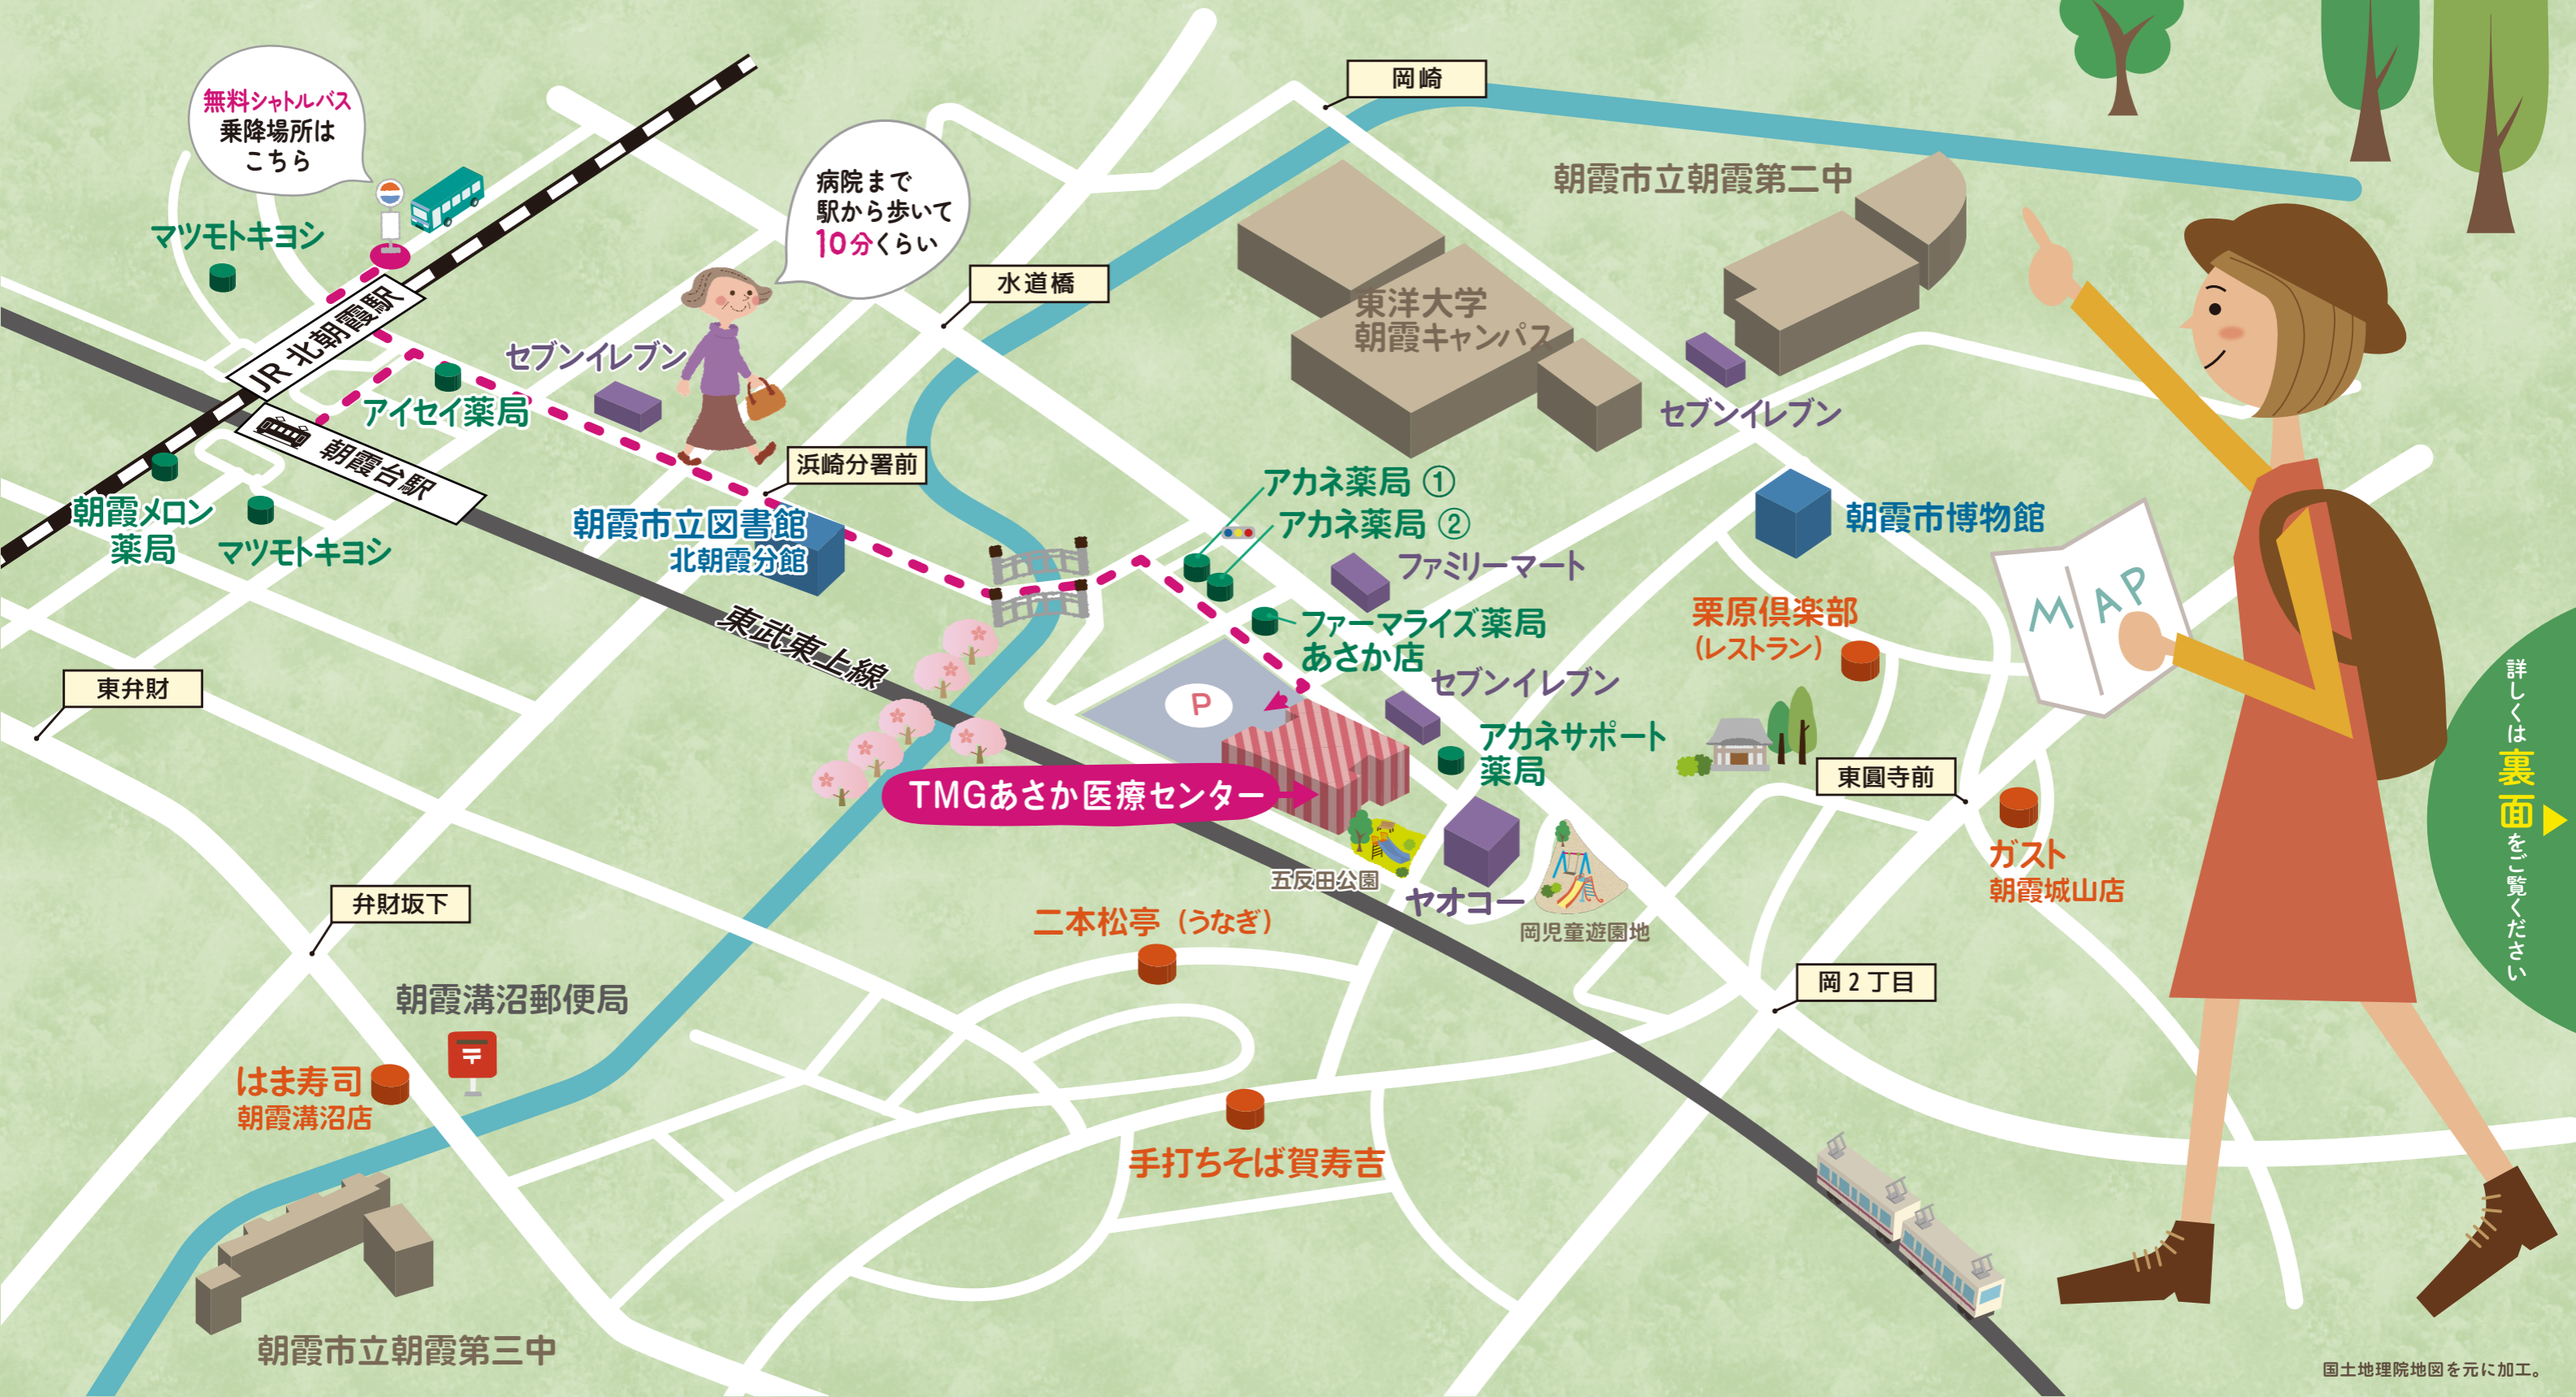 無料シャトルバス
乗降場所は
こちら
マツモトキヨシ
JR 北朝霞駅
朝霞台駅
アイセイ薬局
セブンイレブン
病院まで
駅から歩いて
10分くらい
水道橋
岡崎
朝霞市立朝霞第二中
東洋大学
朝霞キャンパス
セブンイレブン
浜崎分署前
朝霞メロン
薬局
マツモトキヨシ
朝霞市立図書館
北朝霞分館
アカネ薬局 ①
アカネ薬局 ②
ファミリーマート
朝霞市博物館
東武東上線
ファーマライズ薬局
あさか店
栗原倶楽部
(レストラン)
MAP
東弁財
P
セブンイレブン
アカネサポート
薬局
TMGあさか医療センター
東圓寺前
五反田公園
ヤオコー
岡児童遊園地
ガスト
朝霞城山店
詳しくは裏面をご覧ください
弁財坂下
二本松亭 (うなぎ)
岡2丁目
朝霞溝沼郵便局
〒
はま寿司
朝霞溝沼店
手打ちそば賀寿吉
朝霞市立朝霞第三中
国土地理院地図を元に加工。